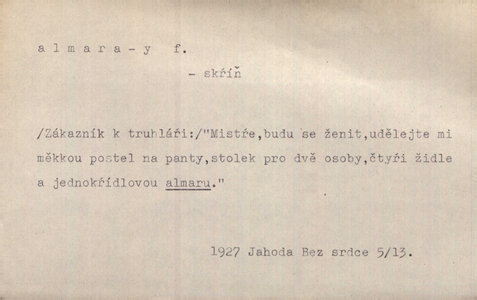 almara-y f.
- skříň
/Zákazník k truhláři:/"Mistře,budu se ženit,udělejte mi
měkkou postel na panty,stolek pro dvě osoby,čtyři židle
a jednokřídlovou almaru."
1927 Jahoda Bez srdce 5/13.